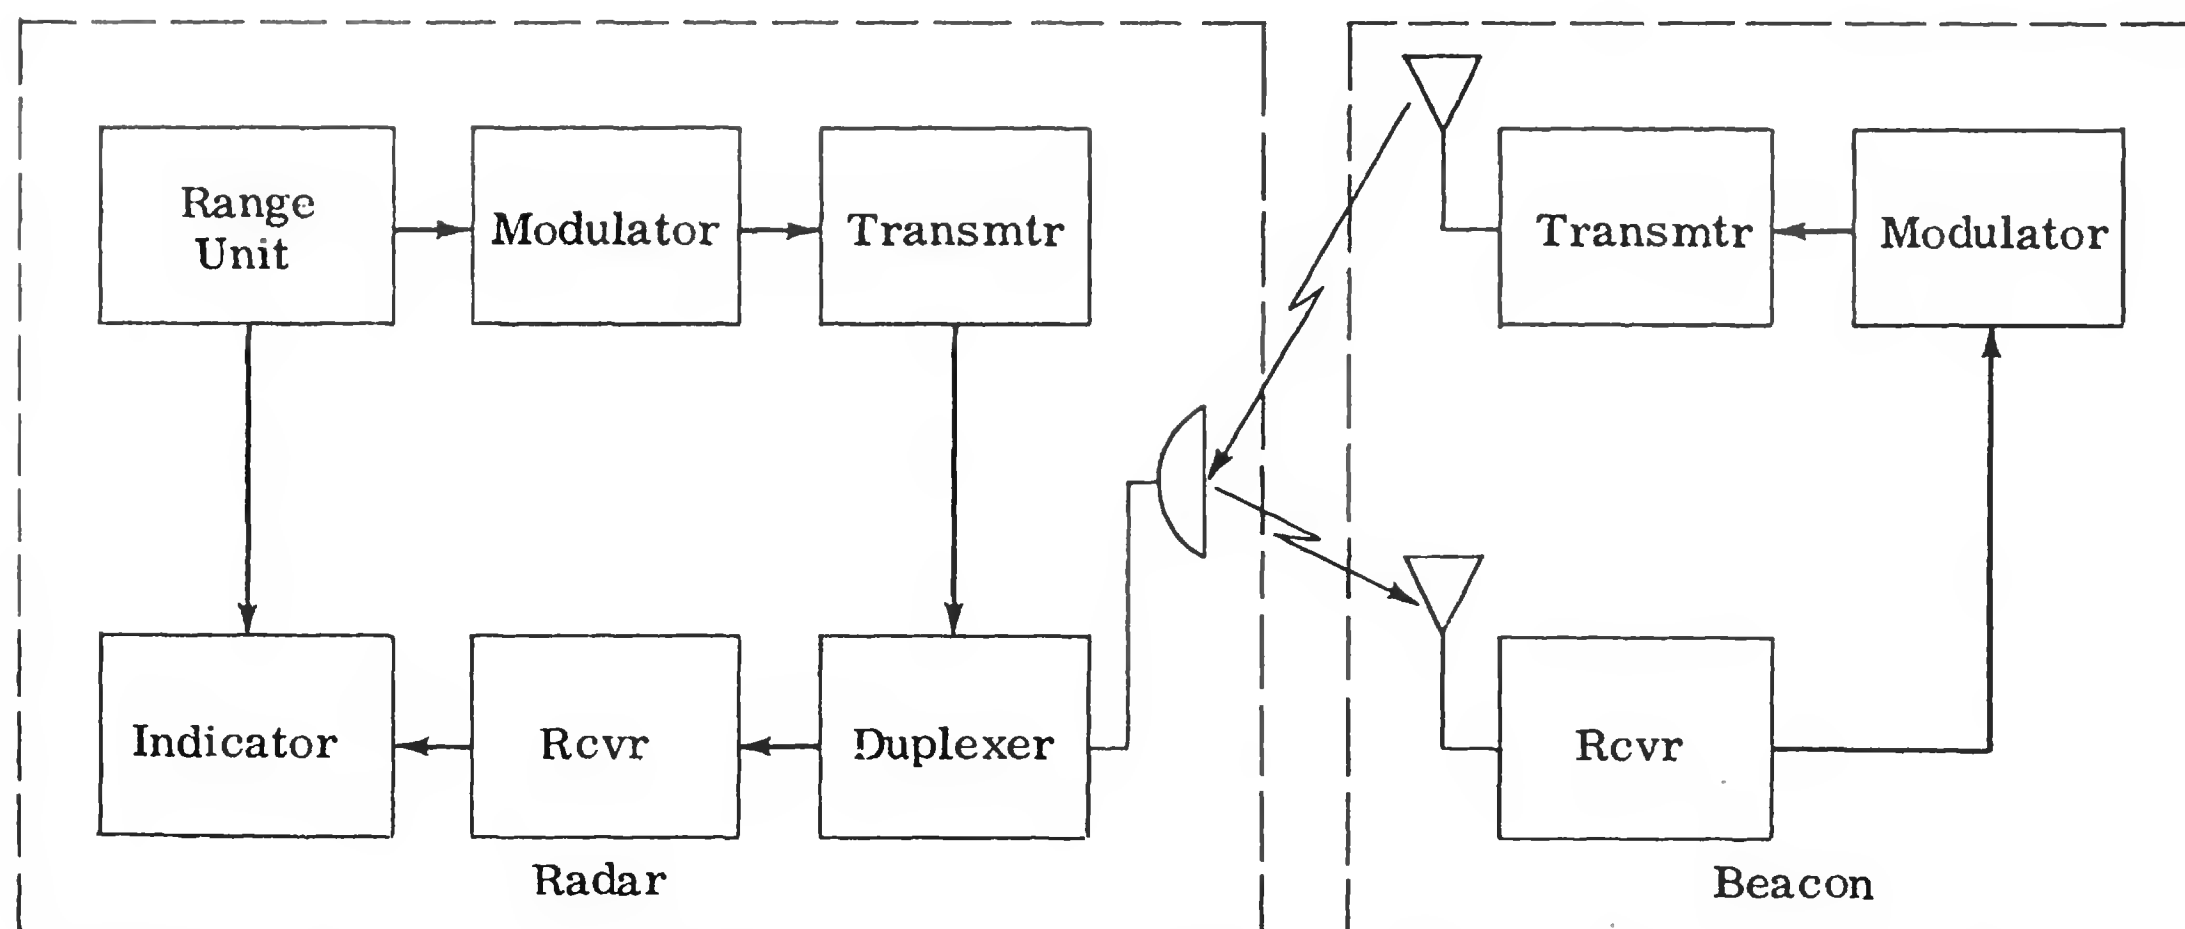 Range
Unit
Modulator
Transmtr
Transmtr
Modulator
Indicator
Rcvr
Duplexer
Rcvr
Radar
Beacon